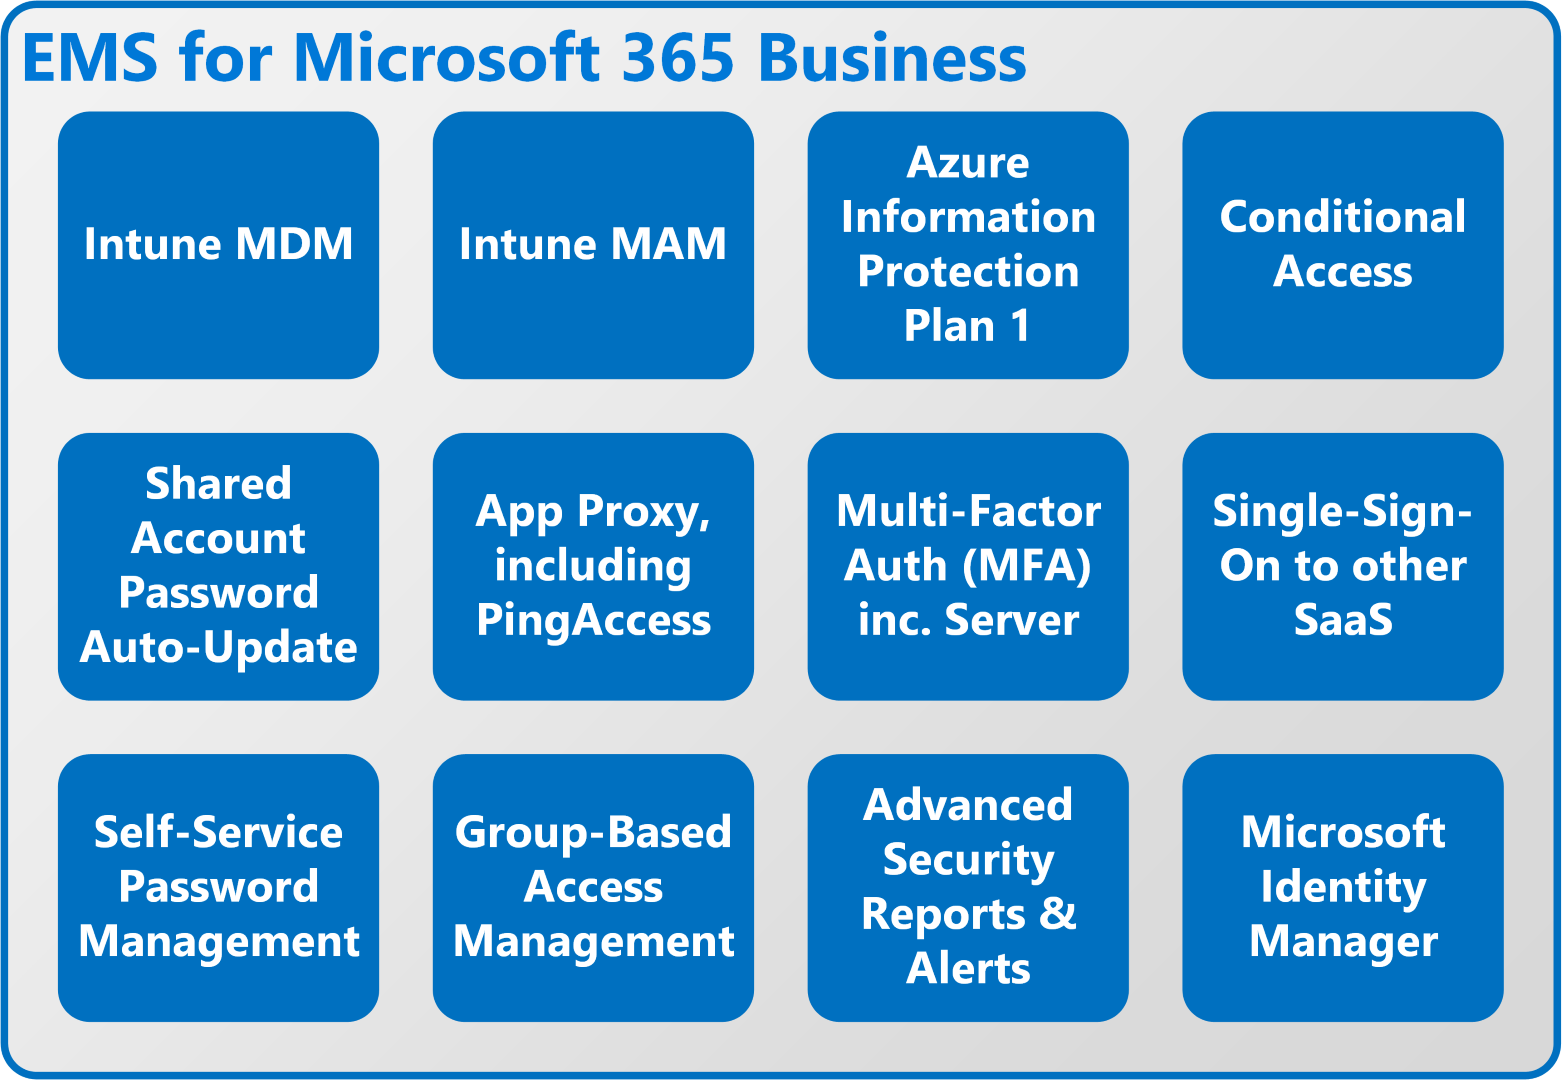 EMS for Microsoft 365 Business
Intune MDM
Intune MAM
Azure
Information
Protection
Plan 1
Conditional
Access
Shared
Account
Password
Auto-Update
App Proxy,
including
PingAccess
Multi-Factor
Auth (MFA)
inc. Server
Single-Sign-
On to other
SaaS
Self-Service
Password
Management
Group-Based
Access
Management
Advanced
Security
Reports &
Alerts
Microsoft
Identity
Manager